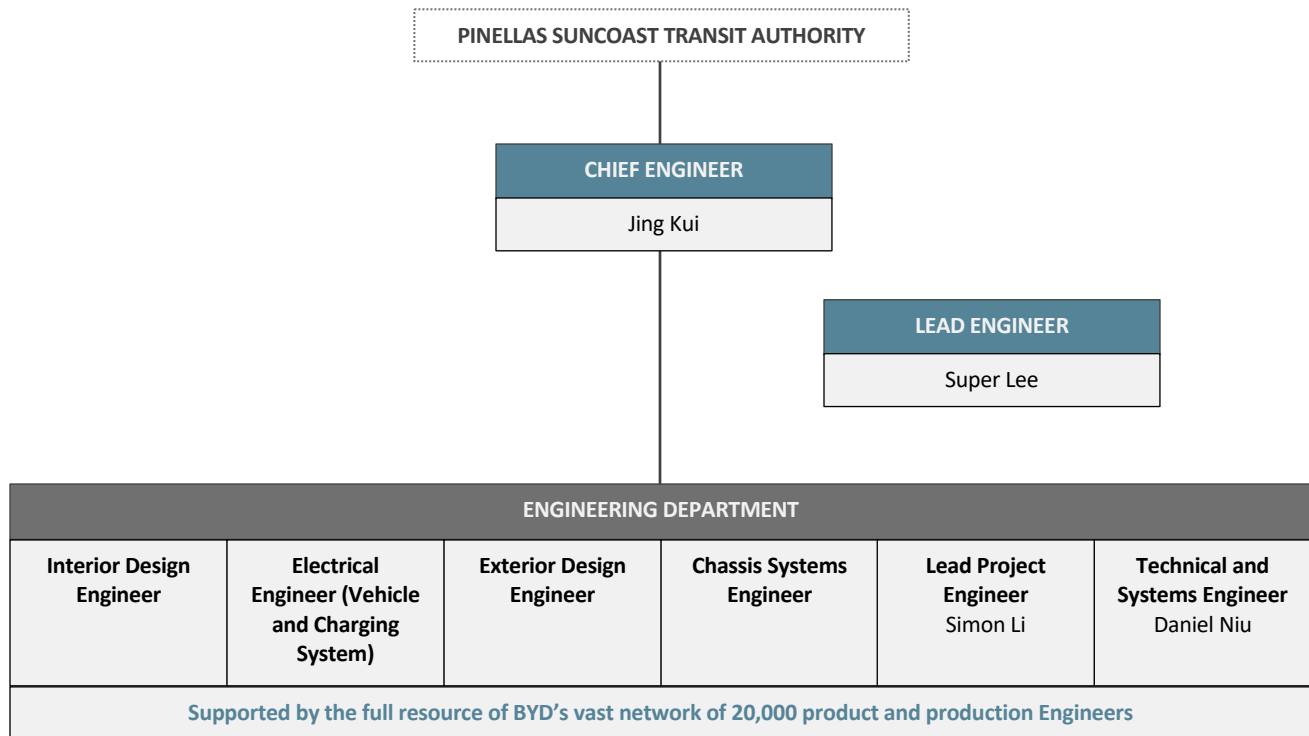 PINELLAS SUNCOAST TRANSIT AUTHORITY
CHIEF ENGINEER
Jing Kui
LEAD ENGINEER
Super Lee
ENGINEERING DEPARTMENT
Interior Design
Engineer
Electrical
Engineer (Vehicle
and Charging
System)
Exterior Design
Engineer
Chassis Systems
Engineer
Lead Project
Engineer
Simon Li
Technical and
Systems Engineer
Daniel Niu
Supported by the full resource of BYD’s vast network of 20,000 product and production Engineers